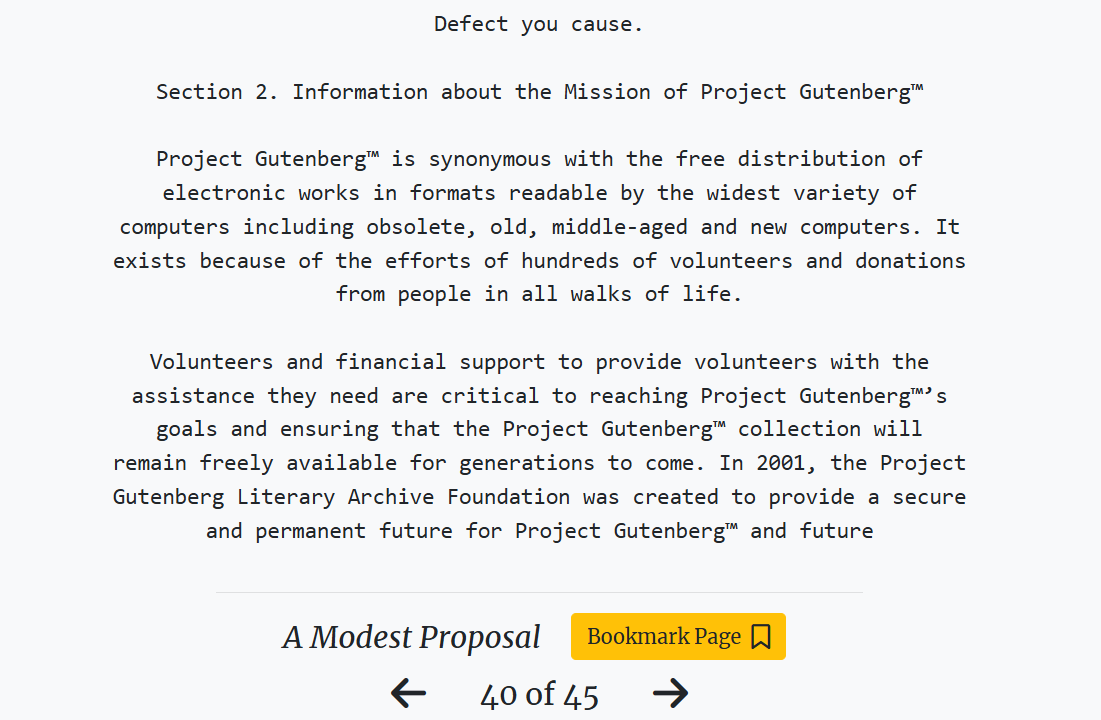 Defect you cause.
Section 2. Information about the Mission of Project Gutenberg™
Project Gutenberg™ is synonymous with the free distribution of
electronic works in formats readable by the widest variety of
computers including obsolete, old, middle-aged and new computers. It
exists because of the efforts of hundreds of volunteers and donations
from people in all walks of life.
Volunteers and financial support to provide volunteers with the
assistance they need are critical to reaching Project Gutenberg™’s
goals and ensuring that the Project Gutenberg™ collection will
remain freely available for generations to come. In 2001, the Project
Gutenberg Literary Archive Foundation was created to provide a secure
and permanent future for Project Gutenberg™ and future
A Modest Proposal
Bookmark Page
40 of 45